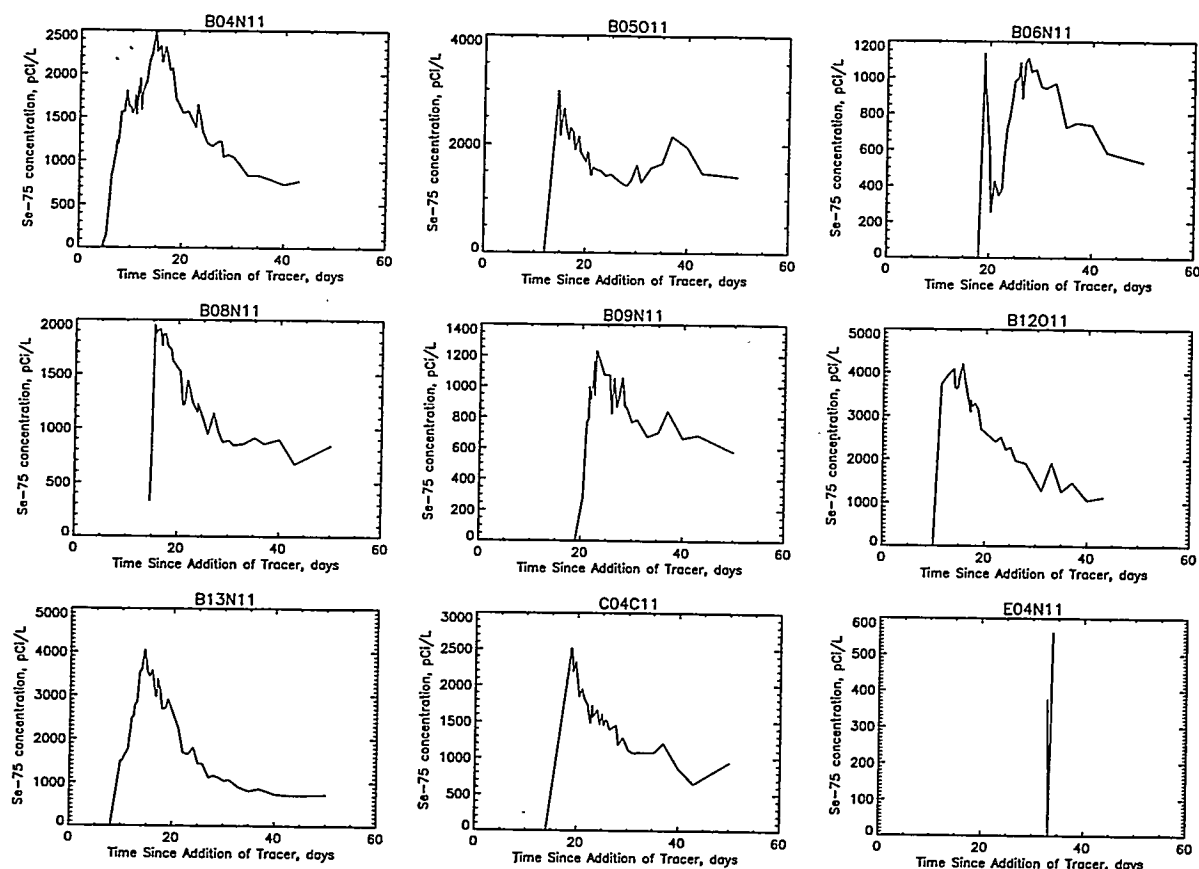 B04N11
Se-75 concentration, pCi/L
2500
2000
1500
1000
500
0
0 20 40 60
Time Since Addition of Tracer, days
B05O11
Se-75 concentration, pCi/L
4000
2000
0
0 20 40 60
Time Since Addition of Tracer, days
B06N11
Se-75 concentration, pCi/L
1200
1000
800
600
400
200
0
0 20 40 60
Time Since Addition of Tracer, days
B08N11
Se-75 concentration, pCi/L
2000
1500
1000
500
0
0 20 40 60
Time Since Addition of Tracer, days
B09N11
Se-75 concentration, pCi/L
1400
1200
1000
800
600
400
200
0
0 20 40 60
Time Since Addition of Tracer, days
B12O11
Se-75 concentration, pCi/L
5000
4000
3000
2000
1000
0
0 20 40 60
Time Since Addition of Tracer, days
B13N11
Se-75 concentration, pCi/L
5000
4000
3000
2000
1000
0
0 20 40 60
Time Since Addition of Tracer, days
C04C11
Se-75 concentration, pCi/L
3000
2500
2000
1500
1000
500
0
0 20 40 60
Time Since Addition of Tracer, days
E04N11
Se-75 concentration, pCi/L
600
500
400
300
200
100
0
0 20 40 60
Time Since Addition of Tracer, days